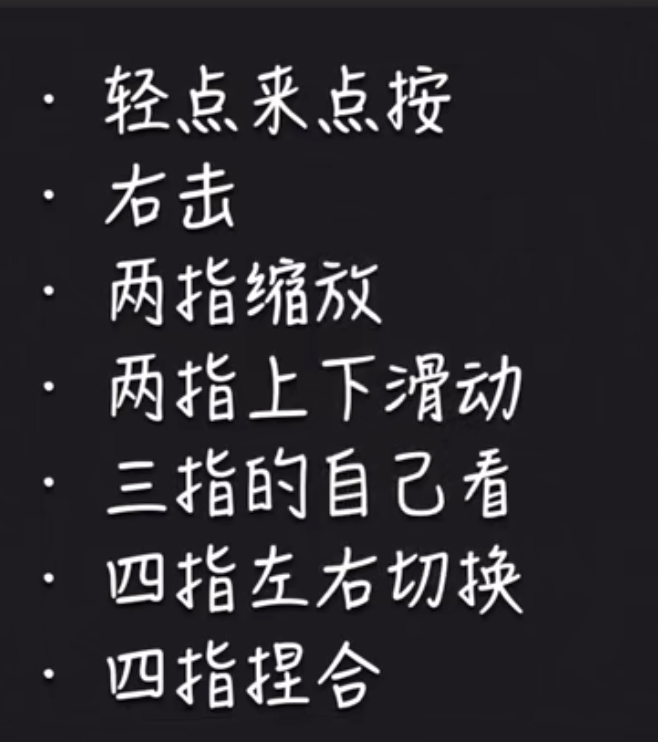 · 轻点来点按
· 右击
· 两指缩放
· 两指上下滑动
· 三指的自己看
· 四指左右切换
· 四指捏合